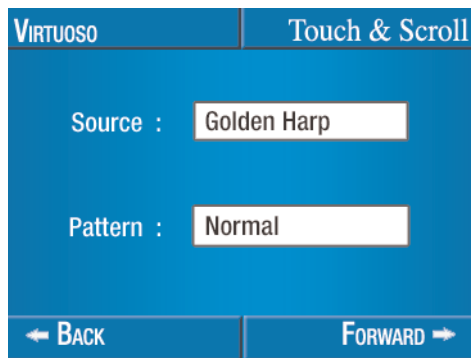 VIRTUOSO
Touch & Scroll
Source : Golden Harp
Pattern : Normal
BACK
FORWARD